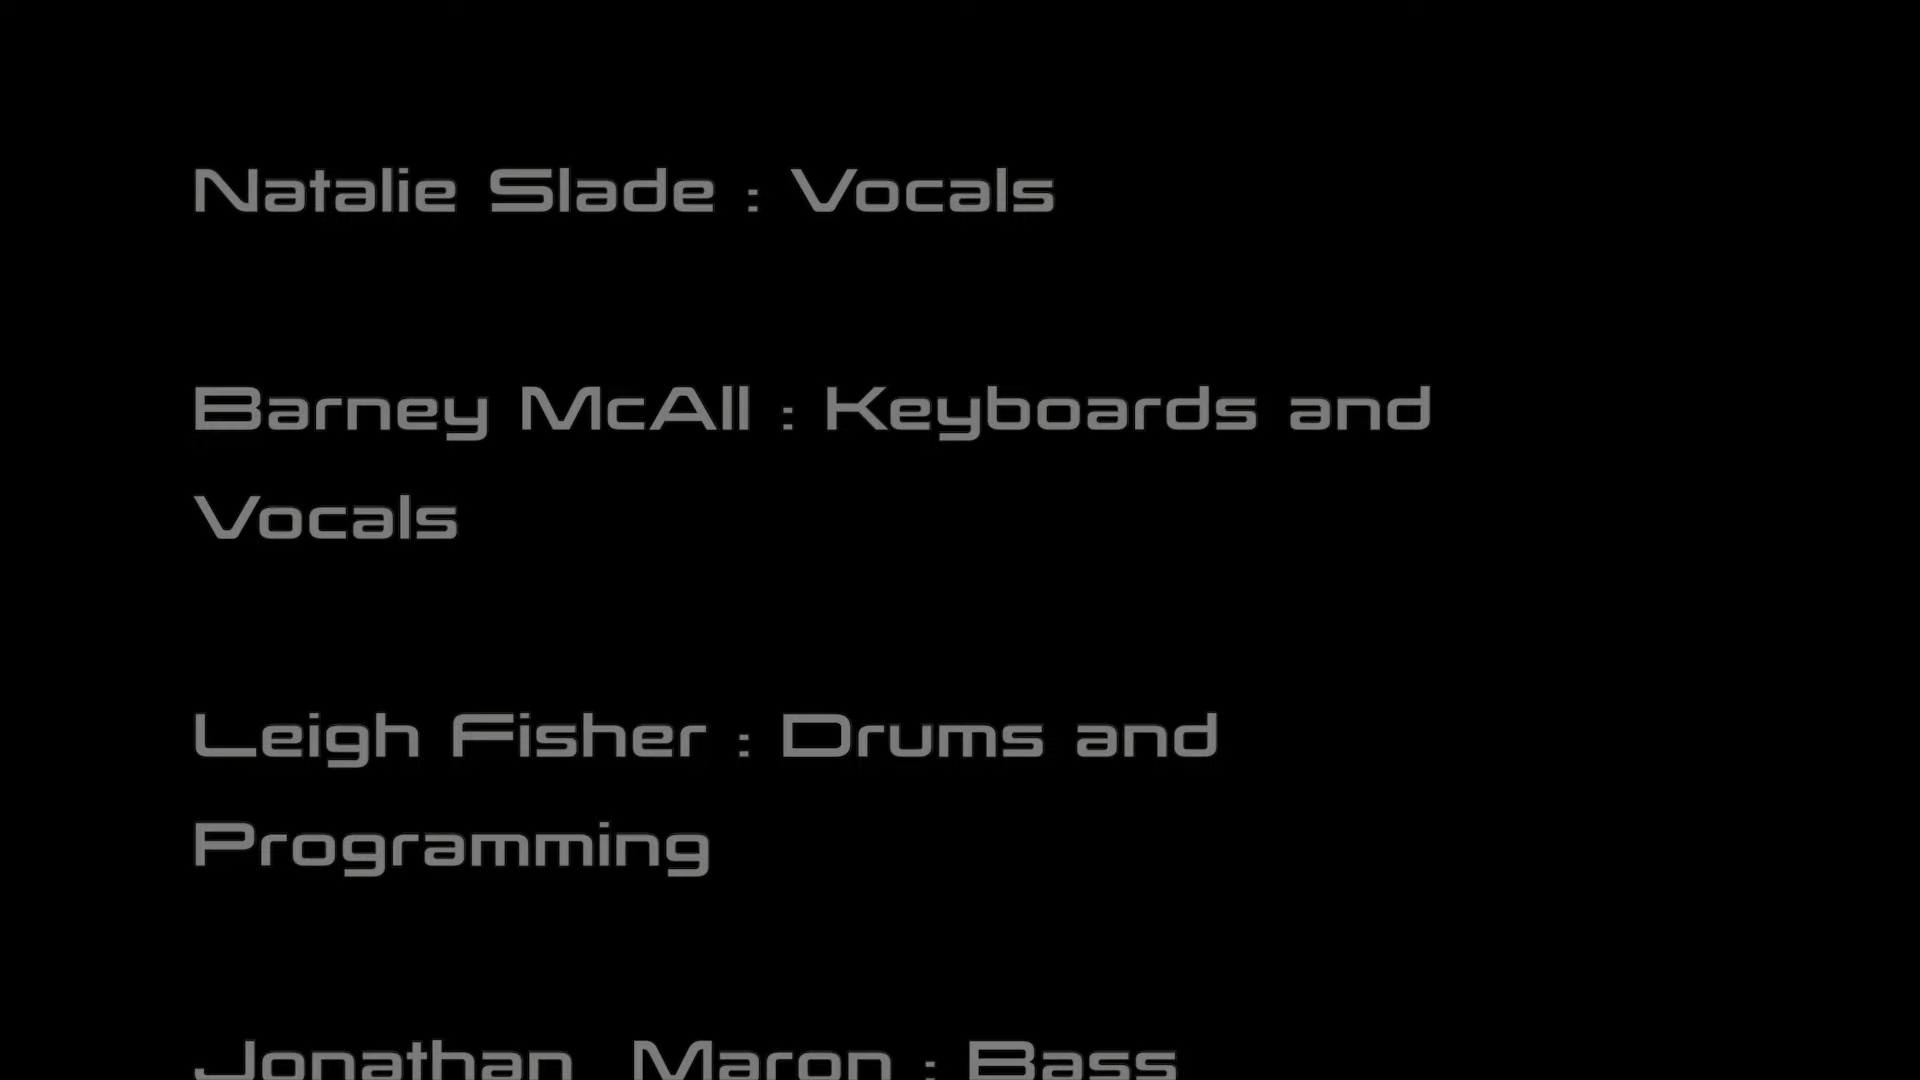 Natalie Slade : Vocals
Barney McAll : Keyboards and
Vocals
Leigh Fisher : Drums and
Programming
Jonathan  Maron : Bass